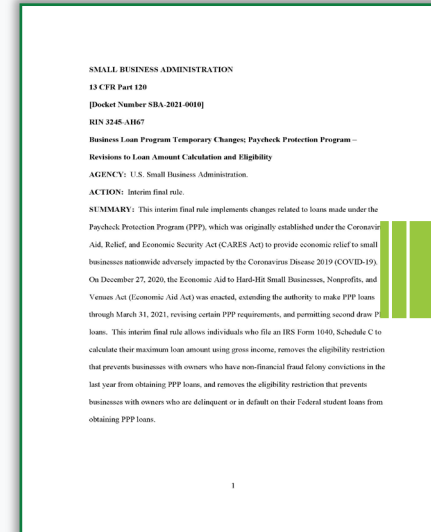 SMALL BUSINESS ADMINISTRATION
13 CFR Part 120
[Docket Number SBA-2021-0010]
RIN 3245-AH67
Business Loan Program Temporary Changes; Paycheck Protection Program –
Revisions to Loan Amount Calculation and Eligibility
AGENCY: U.S. Small Business Administration.
ACTION: Interim final rule.
SUMMARY: This interim final rule implements changes related to loans made under the
Paycheck Protection Program (PPP), which was originally established under the Coronavir
Aid, Relief, and Economic Security Act (CARES Act) to provide economic relief to small
businesses nationwide adversely impacted by the Coronavirus Disease 2019 (COVID-19).
On December 27, 2020, the Economic Aid to Hard-Hit Small Businesses, Nonprofits, and
Venues Act (Economic Aid Act) was enacted, extending the authority to make PPP loans
through March 31, 2021, revising certain PPP requirements, and permitting second draw P
loans. This interim final rule allows individuals who file an IRS Form 1040, Schedule C to
calculate their maximum loan amount using gross income, removes the eligibility restriction
that prevents businesses with owners who have non-financial fraud felony convictions in the
last year from obtaining PPP loans, and removes the eligibility restriction that prevents
businesses with owners who are delinquent or in default on their Federal student loans from
obtaining PPP loans.
1